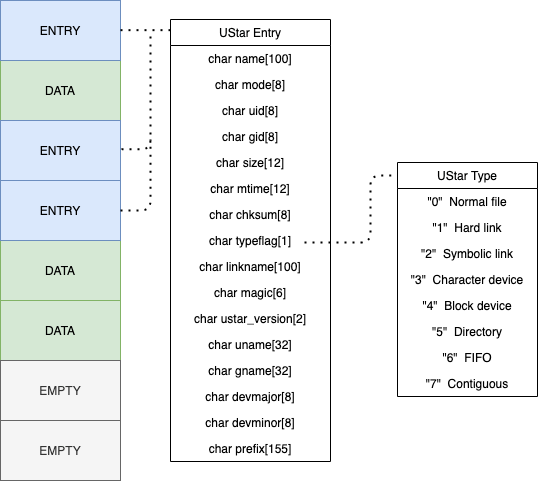 ENTRY
DATA
ENTRY
ENTRY
DATA
DATA
EMPTY
EMPTY
UStar Entry
char name[100]
char mode[8]
char uid[8]
char gid[8]
char size[12]
char mtime[12]
char chksum[8]
char typeflag[1]
char linkname[100]
char magic[6]
char ustar_version[2]
char uname[32]
char gname[32]
char devmajor[8]
char devminor[8]
char prefix[155]
UStar Type
"0" Normal file
"1" Hard link
"2" Symbolic link
"3" Character device
"4" Block device
"5" Directory
"6" FIFO
"7" Contiguous